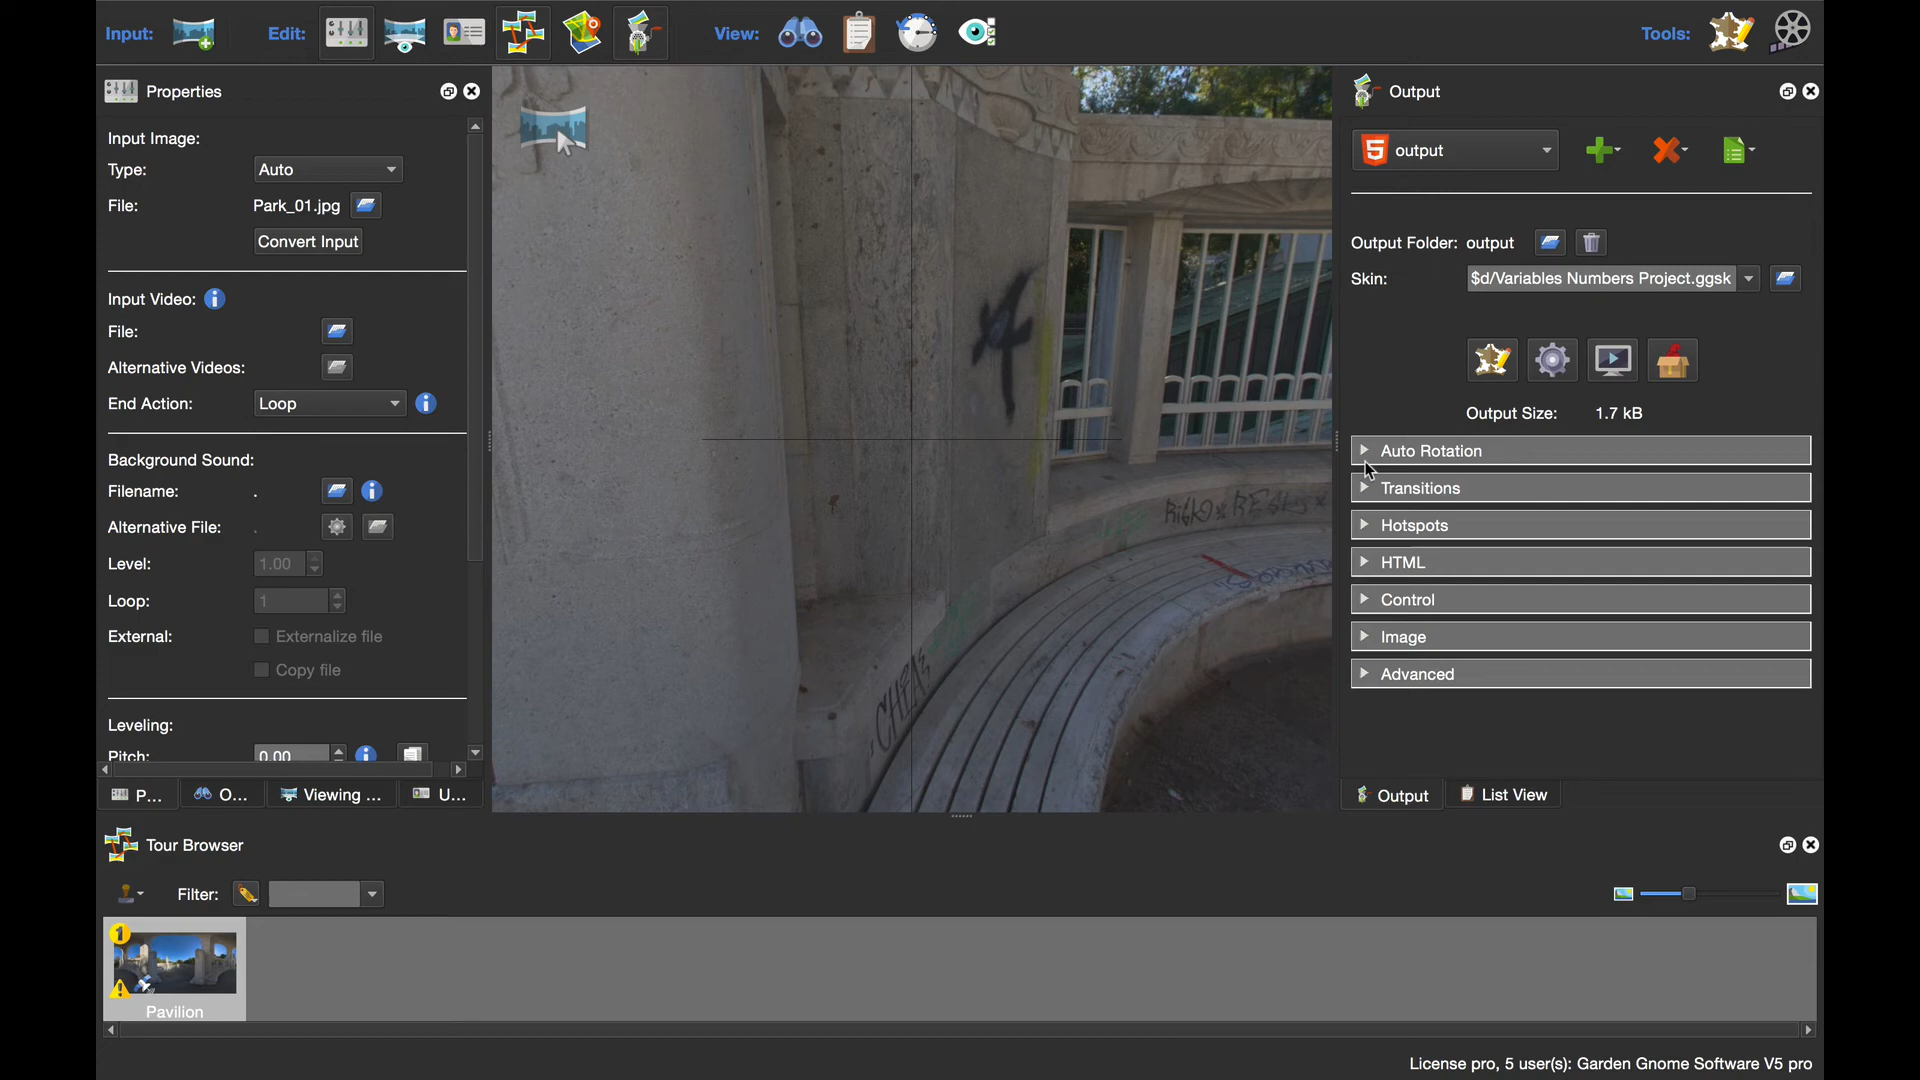 Input: Edit: View: Tools:
Properties
Input Image:
Type: Auto
File: Park_01.jpg
Convert Input
Input Video:
File:
Alternative Videos:
End Action: Loop
Background Sound:
Filename: .
Alternative File: .
Level: 1.00
Loop: 1
External: Externalize file
Copy file
Leveling:
Pitch: 0.00
P... O... Viewing ... U...
CHIAS
Output
5 output
Output Folder: output
Skin: $d/Variables Numbers Project.ggsk
Output Size: 1.7 kB
Auto Rotation
Transitions
Hotspots
HTML
Control
Image
Advanced
Output List View
Tour Browser
Filter:
1
Pavilion
License pro, 5 user(s): Garden Gnome Software V5 pro